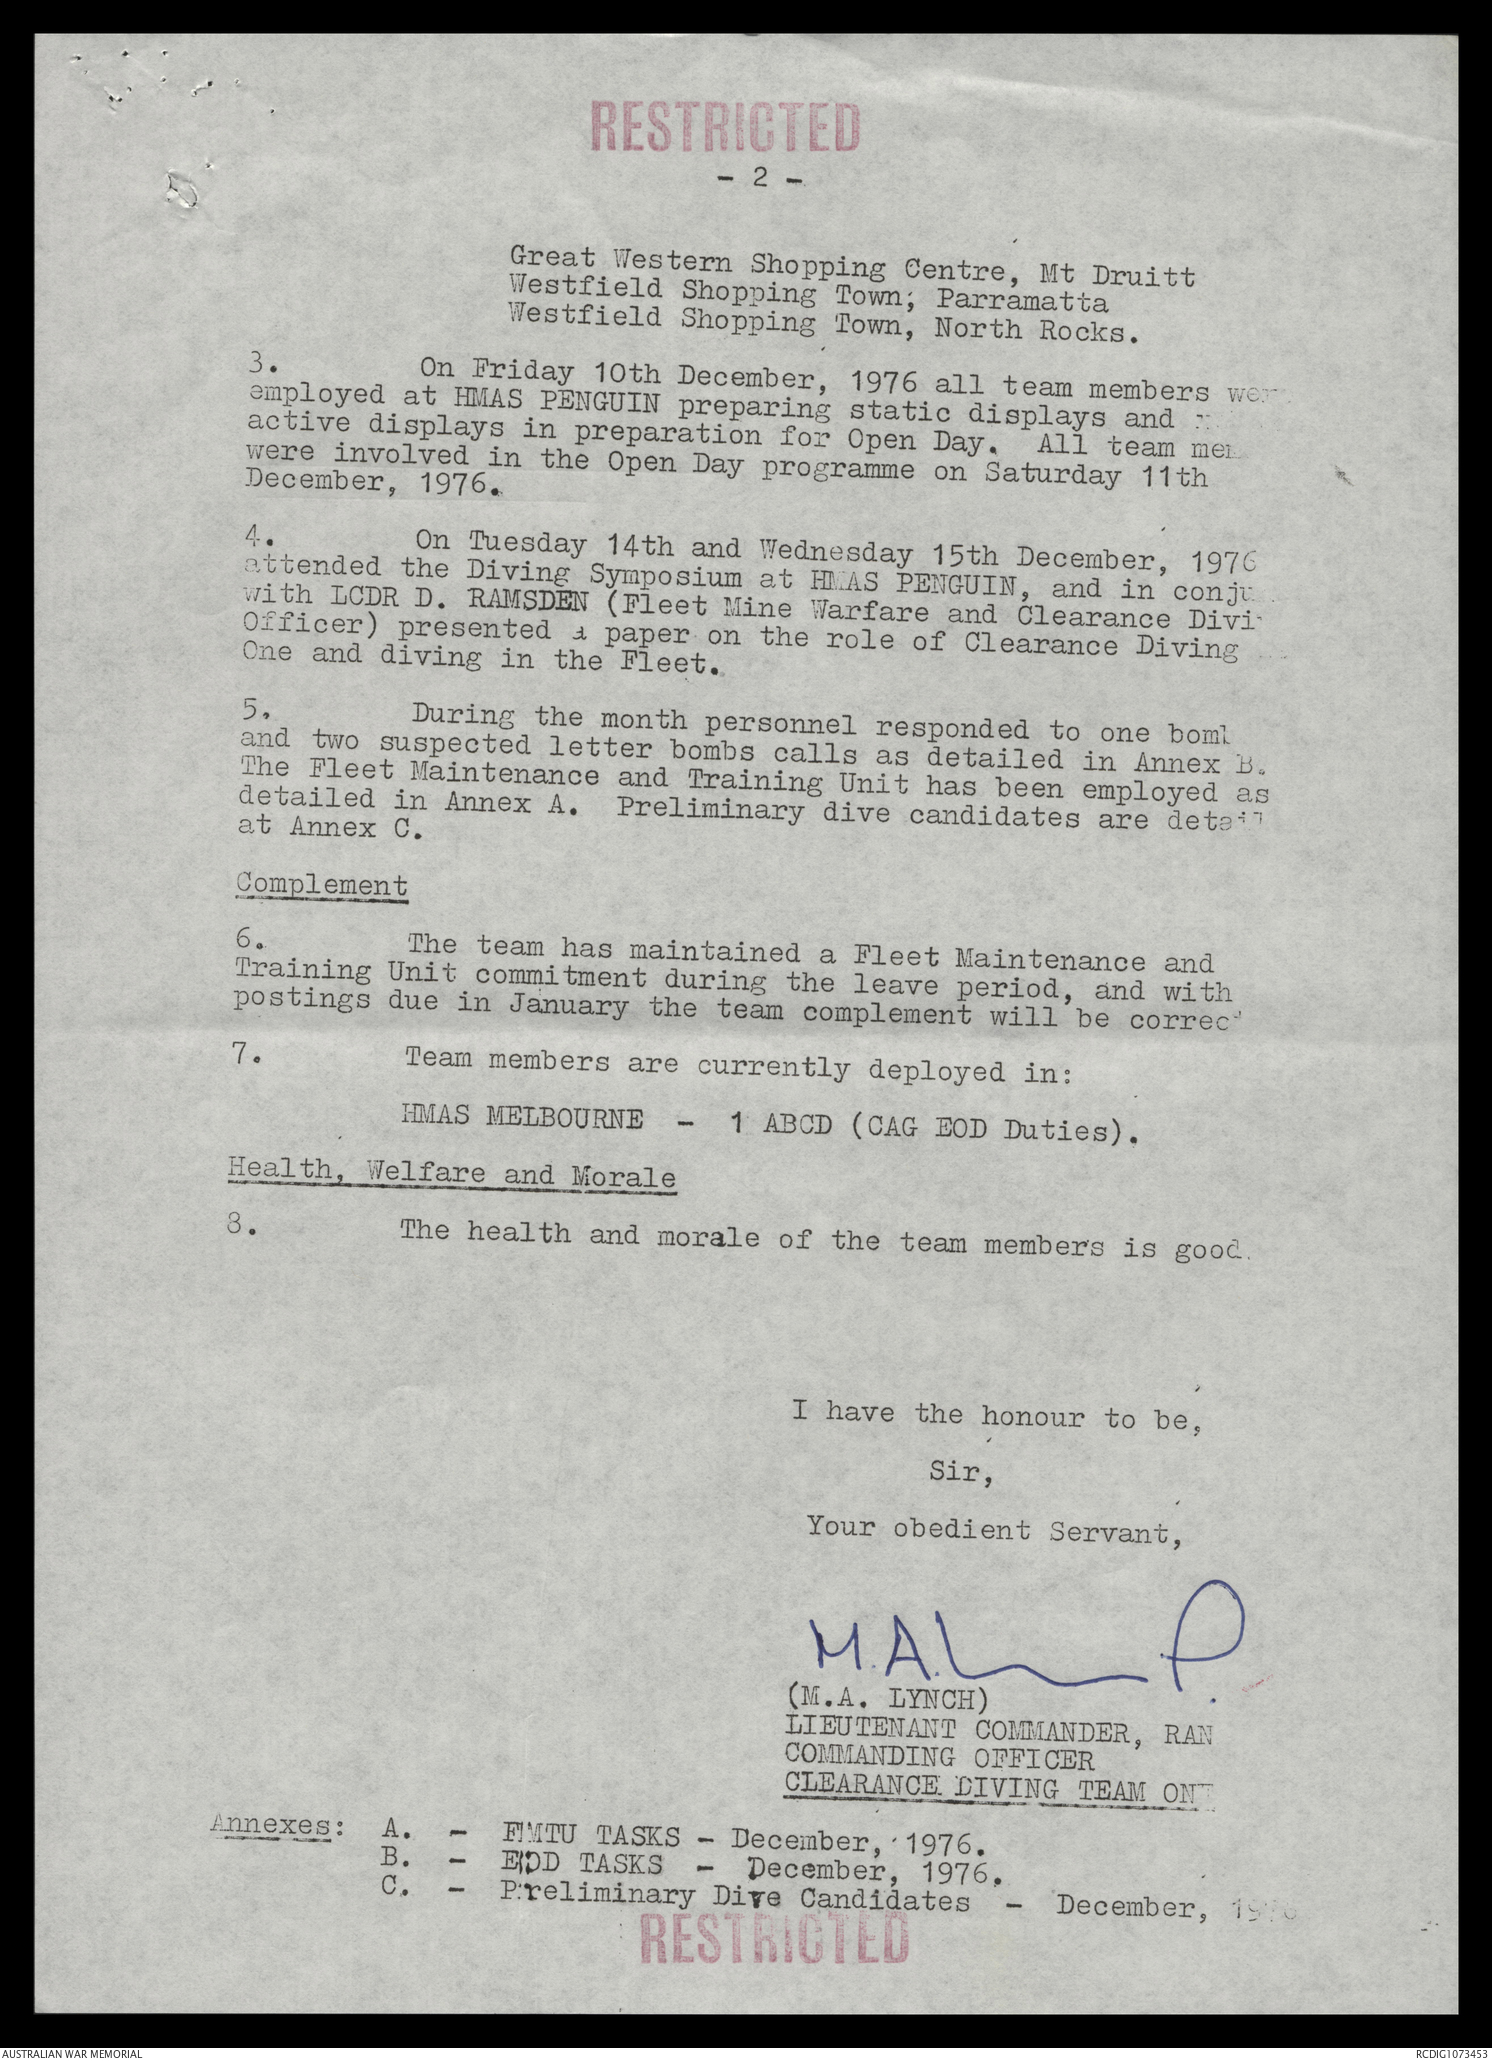 RESTRICTED
- 2 -
Great Western Shopping Centre, Mt Druitt
Westfield Shopping Town, Parramatta
Westfield Shopping Town, North Rocks.
3. On Friday 10th December, 1976 all team members wer
employed at HMAS PENGUIN preparing static displays and
active displays in preparation for Open Day. All team mem
were involved in the Open Day programme on Saturday 11th
December, 1976.
4. On Tuesday 14th and Wednesday 15th December, 1976
attended the Diving Symposium at HMAS PENGUIN, and in conju
with LCDR D. RAMSDEN (Fleet Mine Warfare and Clearance Divi
Officer) presented a paper on the role of Clearance Diving
One and diving in the Fleet.
5. During the month personnel responded to one bomb
and two suspected letter bombs calls as detailed in Annex B.
The Fleet Maintenance and Training Unit has been employed as
detailed in Annex A. Preliminary dive candidates are detail
at Annex C.
Complement
6. The team has maintained a Fleet Maintenance and
Training Unit commitment during the leave period, and with
postings due in January the team complement will be correct
7. Team members are currently deployed in:
HMAS MELBOURNE - 1 ABCD (CAG EOD Duties).
Health, Welfare and Morale
8. The health and morale of the team members is good.
I have the honour to be,
Sir,
Your obedient Servant,
M.A.
(M.A. LYNCH)
LIEUTENANT COMMANDER, RAN
COMMANDING OFFICER
CLEARANCE DIVING TEAM ONE
Annexes: A. - FMTU TASKS - December, 1976.
B. - EOD TASKS - December, 1976.
C. - Preliminary Dive Candidates - December, 1976
RESTRICTED
AUSTRALIAN WAR MEMORIAL
RCDIG1073453